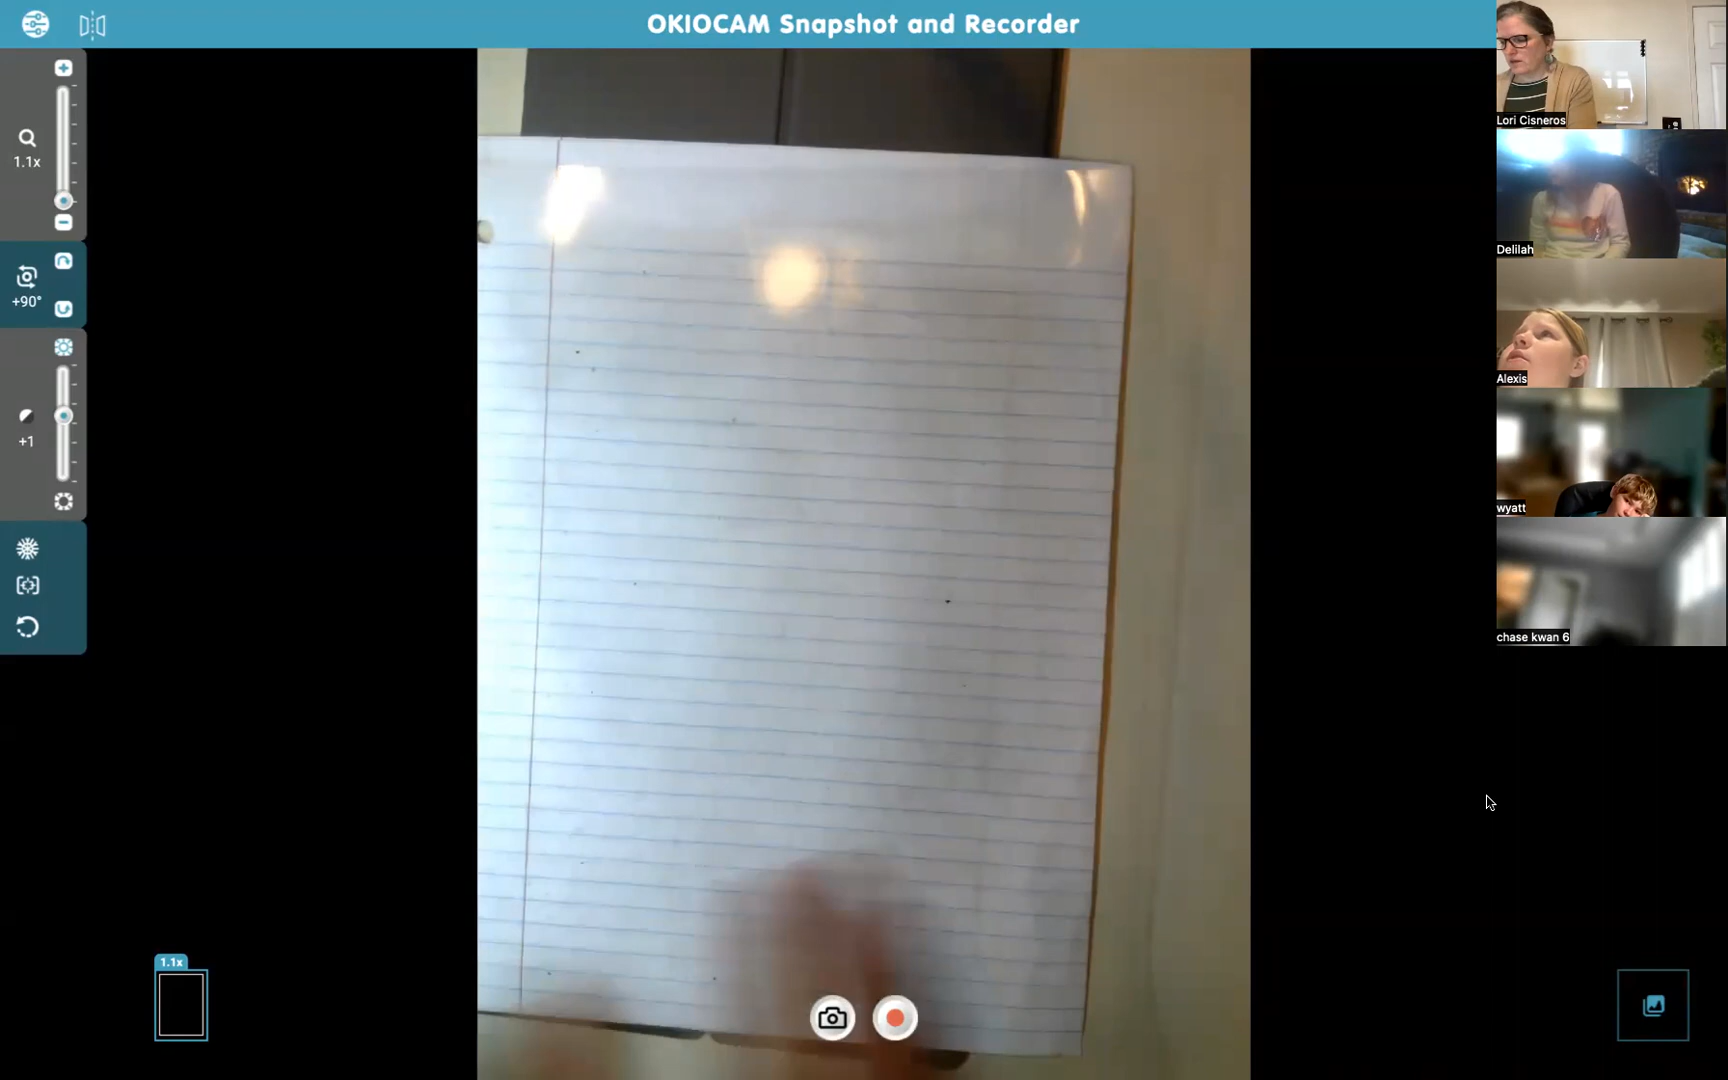 OKIOCAM Snapshot and Recorder
Lori Cisneros
1.1x
Delilah
+90°
Alexis
+1
wyatt
chase kwan 6
1.1x